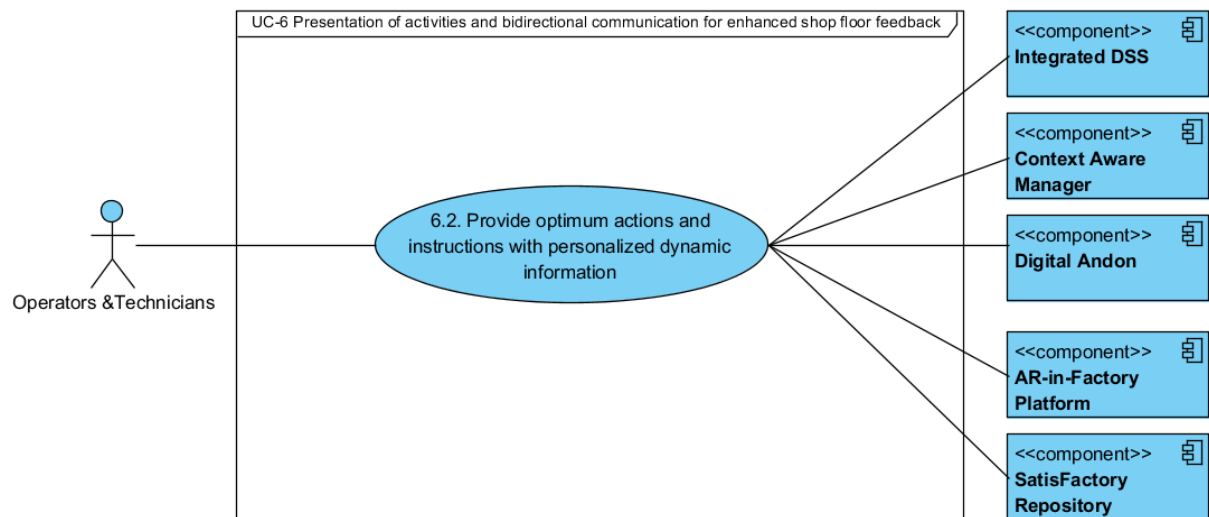 UC-6 Presentation of activities and bidirectional communication for enhanced shop floor feedback
Operators &Technicians
6.2. Provide optimum actions and
instructions with personalized dynamic
information
<<component>>
Integrated DSS
<<component>>
Context Aware
Manager
<<component>>
Digital Andon
<<component>>
AR-in-Factory
Platform
<<component>>
SatisFactory
Repository